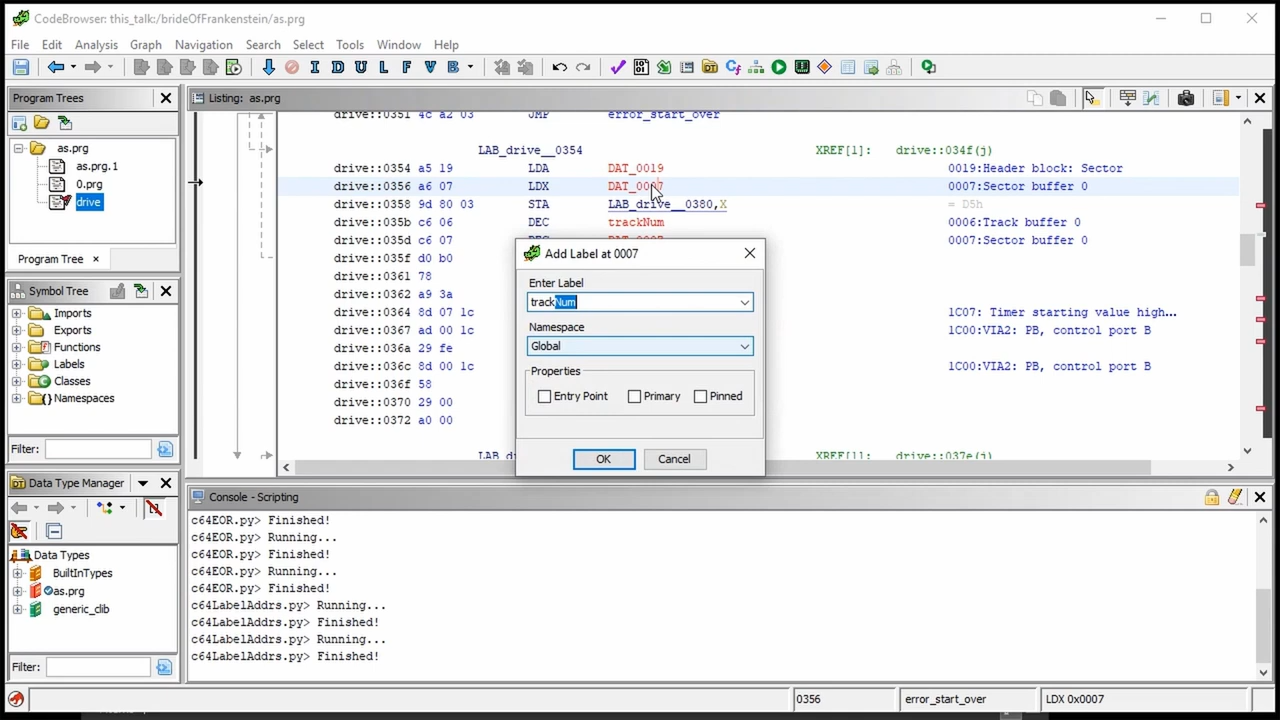 CodeBrowser: this_talk:/brideOfFrankenstein/as.prg
File Edit Analysis Graph Navigation Search Select Tools Window Help
I D U L F V B
Program Trees
as.prg
as.prg.1
0.prg
drive
Program Tree
Symbol Tree
Imports
Exports
Functions
Labels
Classes
Namespaces
Filter:
Data Type Manager
Data Types
BuiltInTypes
as.prg
generic_clib
Filter:
Listing: as.prg
drive::0351 4c a2 03 JMP error_start_over
LAB_drive__0354 XREF[1]: drive::034f(j)
drive::0354 a5 19 LDA DAT_0019 0019:Header block: Sector
drive::0356 a6 07 LDX DAT_0007 0007:Sector buffer 0
drive::0358 9d 80 03 STA LAB_drive__0380,X = D5h
drive::035b c6 06 DEC trackNum 0006:Track buffer 0
drive::035d c6 07 DEC DAT_0007 0007:Sector buffer 0
drive::035f d0 b0
drive::0361 78
drive::0362 a9 3a
drive::0364 8d 07 1c 1C07: Timer starting value high...
drive::0367 ad 00 1c 1C00:VIA2: PB, control port B
drive::036a 29 fe
drive::036c 8d 00 1c 1C00:VIA2: PB, control port B
drive::036f 58
drive::0370 29 00
drive::0372 a0 00
XREF[1]: drive::037e(j)
Add Label at 0007
Enter Label
trackNum
Namespace
Global
Properties
Entry Point Primary Pinned
OK Cancel
Console - Scripting
c64EOR.py> Finished!
c64EOR.py> Running...
c64EOR.py> Finished!
c64EOR.py> Running...
c64EOR.py> Finished!
c64LabelAddrs.py> Running...
c64LabelAddrs.py> Finished!
c64LabelAddrs.py> Running...
c64LabelAddrs.py> Finished!
0356 error_start_over LDX 0x0007